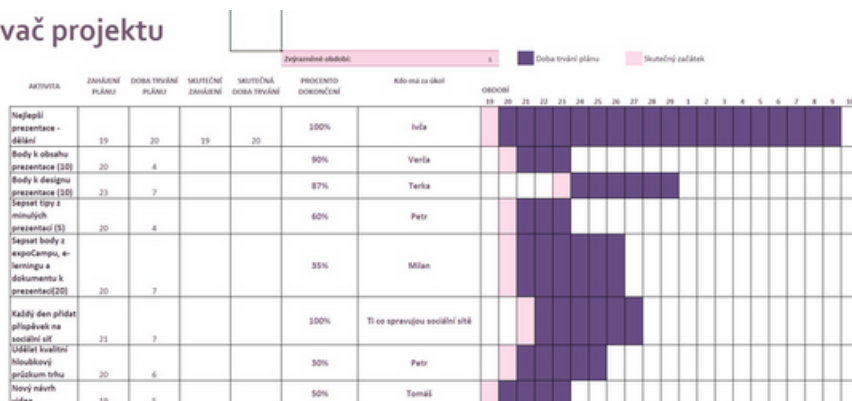 vač projektu
Zvýrazněné období: 1
Doba trvání plánu
Skutečný začátek
AKTIVITA
ZAHÁJENÍ PLÁNU
DOBA TRVÁNÍ PLÁNU
SKUTEČNÉ ZAHÁJENÍ
SKUTEČNÁ DOBA TRVÁNÍ
PROCENTO DOKONČENÍ
Kdo má za úkol
OBDOBÍ
19 20 21 22 23 24 25 26 27 28 29 1 2 3 4 5 6 7 8 9 10
Nejlepší
prezentace -
dělání 19 20 19 20 100% Ivča
Body k obsahu
prezentace (10) 20 4 90% Verča
Body k designu
prezentace (10) 23 7 87% Terka
Sepsat tipy z
minulých
prezentací (5) 20 4 60% Petr
Sepsat body z
expoCampu, e-
lerningu a
dokumentu k
prezentaci(20) 20 7 35% Milan
Každý den přidat
příspěvek na
sociální síť 21 7 100% Ti co spravujou sociální sítě
Udělat kvalitní
hloubkový
průzkum trhu 20 6 30% Petr
Nový návrh
videa 50% Tomáš